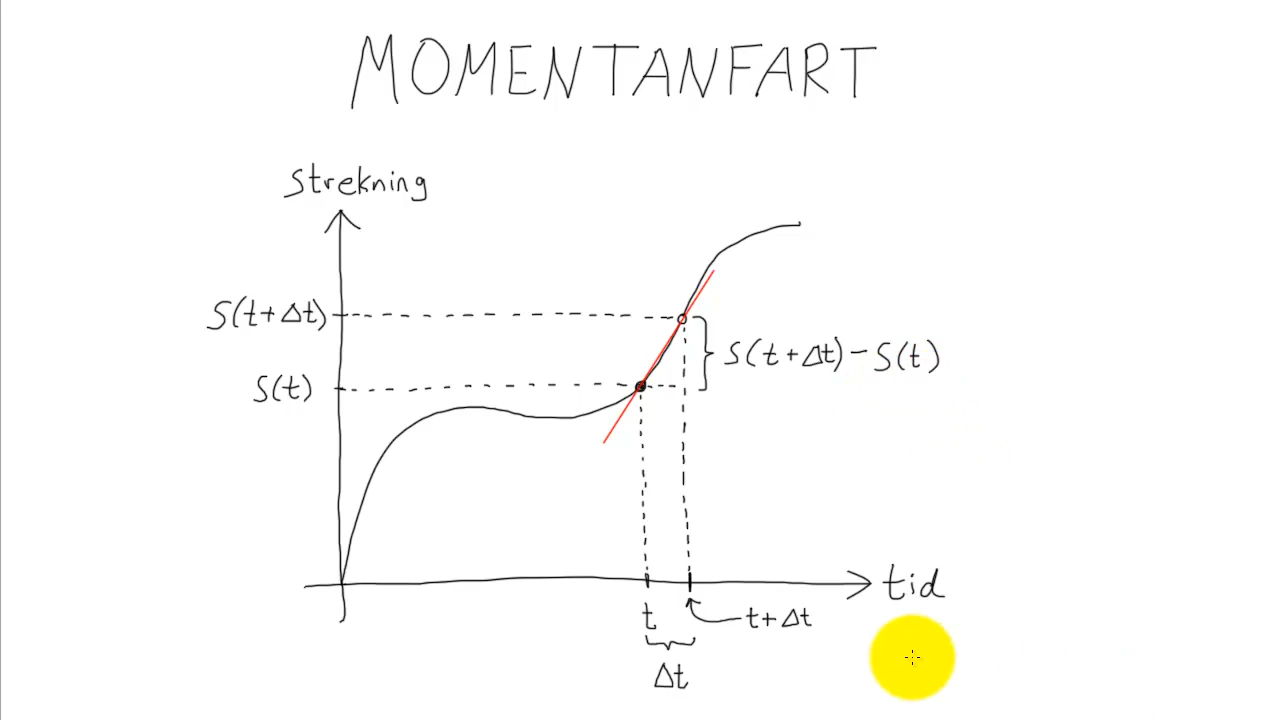 MOMENTANFART
Strekning
S(t+Δt)
S(t+Δt)-S(t)
S(t)
tid
t
t+Δt
Δt